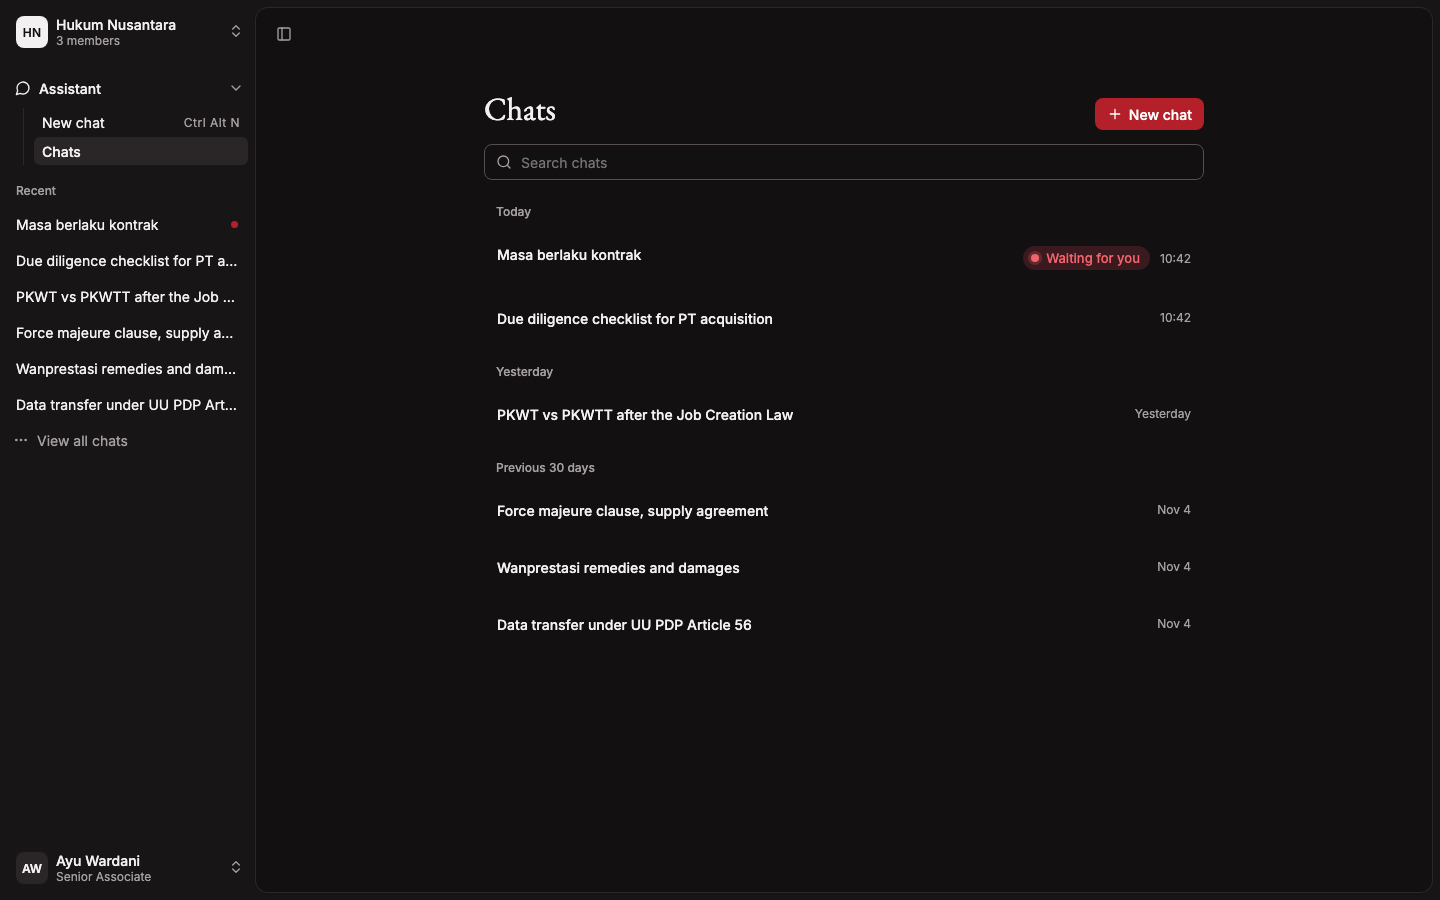 HN
Hukum Nusantara
3 members
Assistant
New chat Ctrl Alt N
Chats
Recent
Masa berlaku kontrak
Due diligence checklist for PT a...
PKWT vs PKWTT after the Job ...
Force majeure clause, supply a...
Wanprestasi remedies and dam...
Data transfer under UU PDP Art...
View all chats
AW
Ayu Wardani
Senior Associate
Chats
New chat
Search chats
Today
Masa berlaku kontrak Waiting for you 10:42
Due diligence checklist for PT acquisition 10:42
Yesterday
PKWT vs PKWTT after the Job Creation Law Yesterday
Previous 30 days
Force majeure clause, supply agreement Nov 4
Wanprestasi remedies and damages Nov 4
Data transfer under UU PDP Article 56 Nov 4